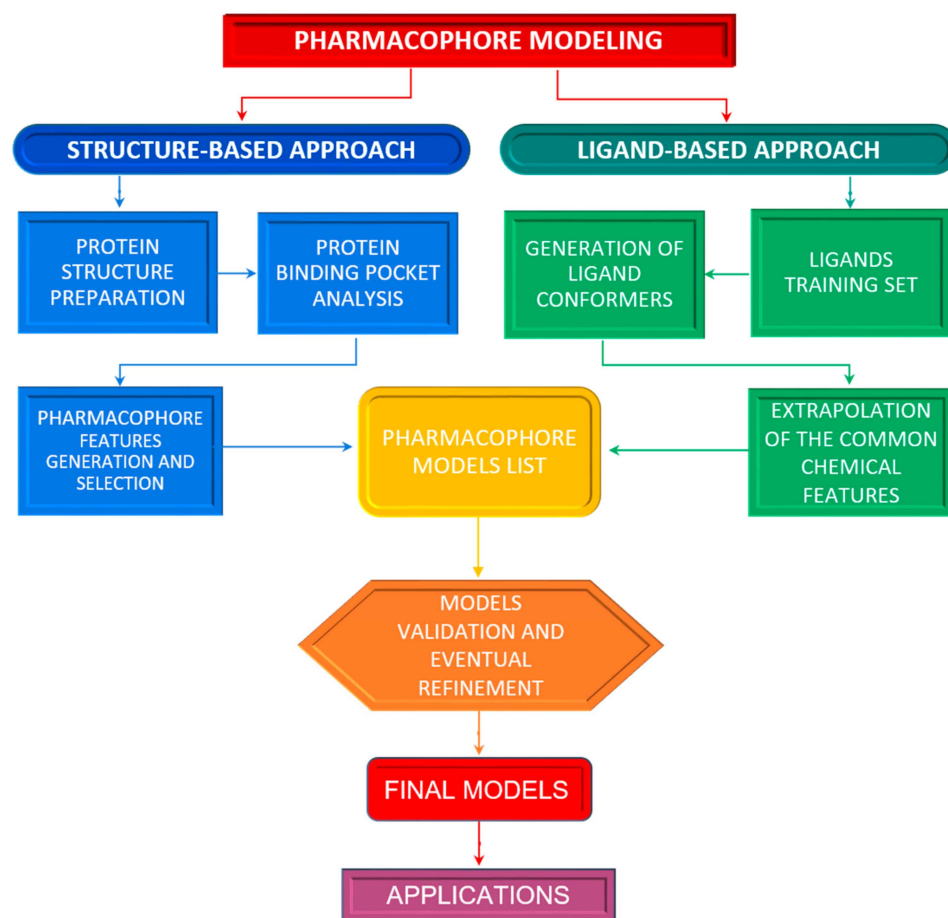 PHARMACOPHORE MODELING
STRUCTURE-BASED APPROACH
LIGAND-BASED APPROACH
PROTEIN
STRUCTURE
PREPARATION
PROTEIN
BINDING POCKET
ANALYSIS
GENERATION OF
LIGAND
CONFORMERS
LIGANDS
TRAINING SET
PHARMACOPHORE
FEATURES
GENERATION AND
SELECTION
PHARMACOPHORE
MODELS LIST
EXTRAPOLATION
OF THE COMMON
CHEMICAL
FEATURES
MODELS
VALIDATION AND
EVENTUAL
REFINEMENT
FINAL MODELS
APPLICATIONS